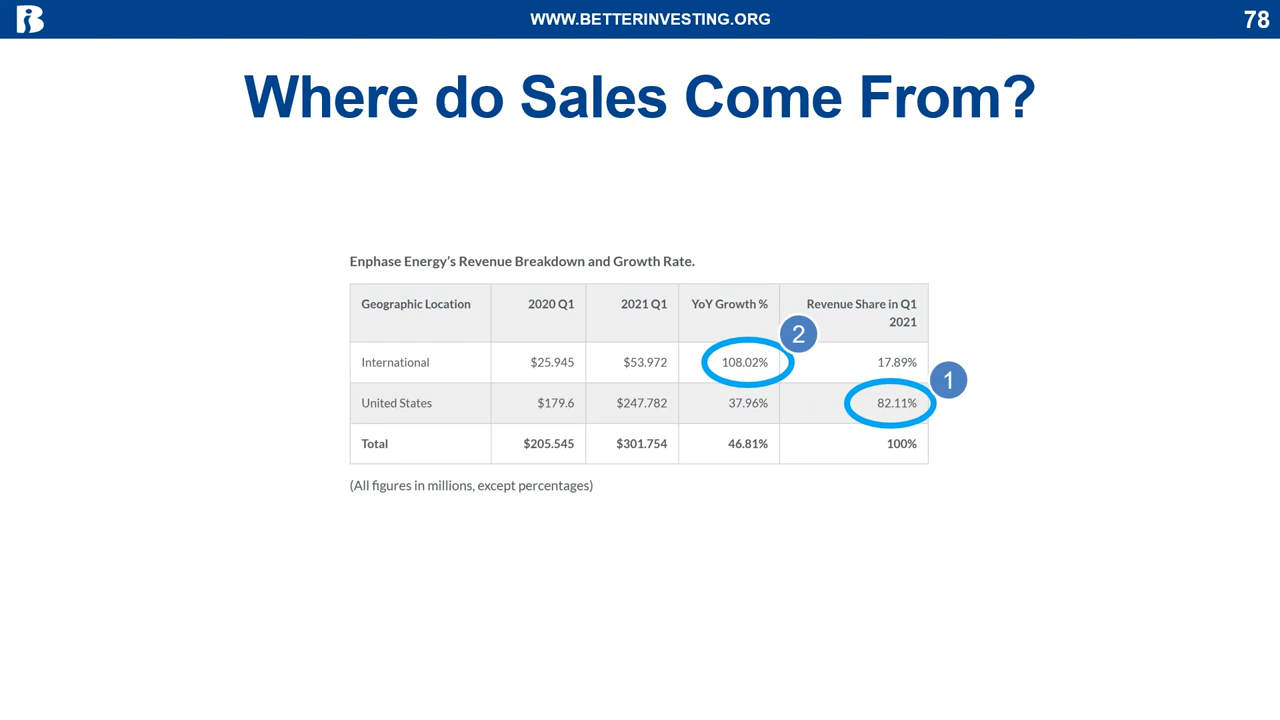 WWW.BETTERINVESTING.ORG
78
Where do Sales Come From?
Enphase Energy's Revenue Breakdown and Growth Rate.
Geographic Location 2020 Q1 2021 Q1 YoY Growth % Revenue Share in Q1 2021
2
International $25.945 $53.972 108.02% 17.89%
1
United States $179.6 $247.782 37.96% 82.11%
Total $205.545 $301.754 46.81% 100%
(All figures in millions, except percentages)